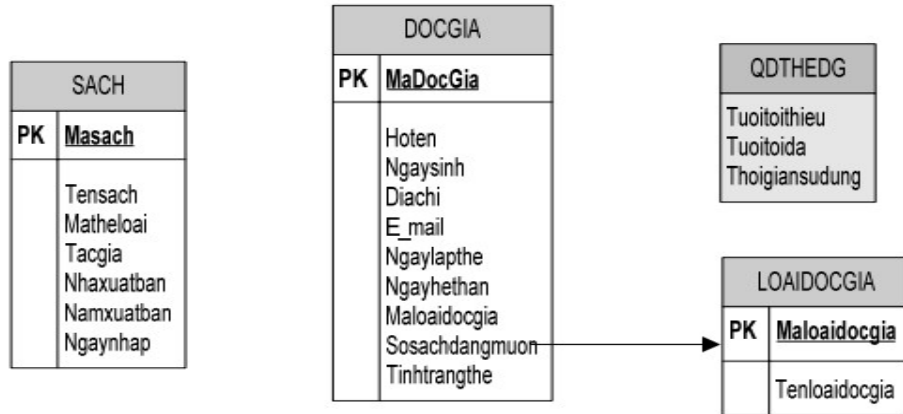 SACH
PK Masach
Tensach
Matheloai
Tacgia
Nhaxuatban
Namxuatban
Ngaynhap
DOCGIA
PK MaDocGia
Hoten
Ngaysinh
Diachi
E_mail
Ngaylapthe
Ngayhethan
Maloaidocgia
Sosachdangmuon
Tinhtrangthe
QDTHEDG
Tuoitoithieu
Tuoitoida
Thoigiansudung
LOAIDOCGIA
PK Maloaidocgia
Tenloaidocgia